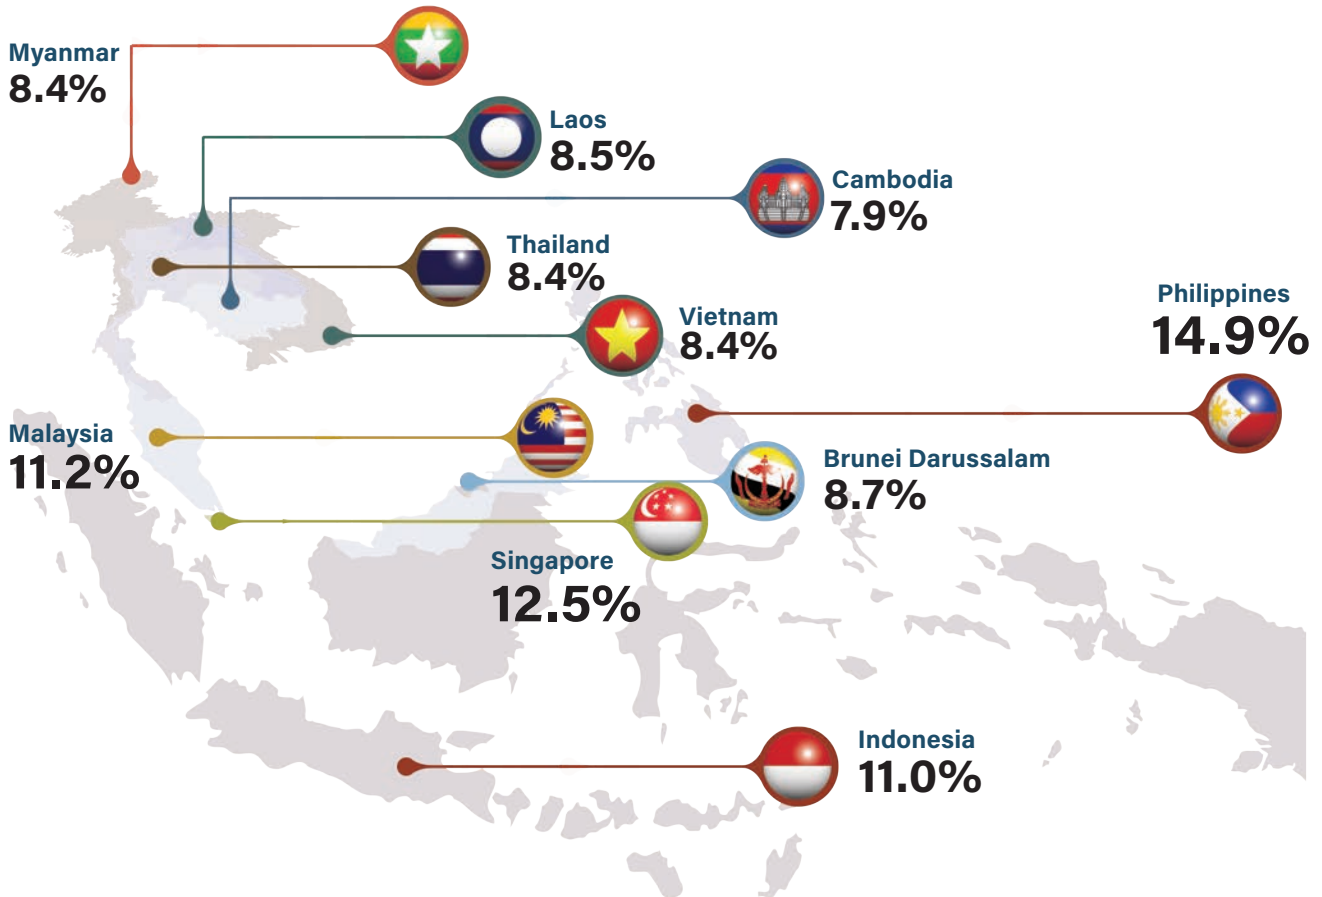 Myanmar
8.4%
Laos
8.5%
Cambodia
7.9%
Thailand
8.4%
Philippines
14.9%
Vietnam
8.4%
Malaysia
11.2%
Brunei Darussalam
8.7%
Singapore
12.5%
Indonesia
11.0%